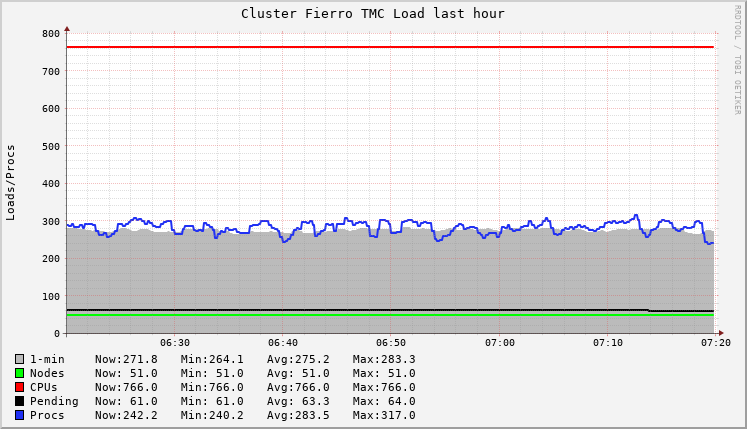 Cluster Fierro TMC Load last hour
RRDTOOL / TOBI OETIKER
Loads/Procs
800
700
600
500
400
300
200
100
0
06:30 06:40 06:50 07:00 07:10 07:20
1-min Now:271.8 Min:264.1 Avg:275.2 Max:283.3
Nodes Now: 51.0 Min: 51.0 Avg: 51.0 Max: 51.0
CPUs Now:766.0 Min:766.0 Avg:766.0 Max:766.0
Pending Now: 61.0 Min: 61.0 Avg: 63.3 Max: 64.0
Procs Now:242.2 Min:240.2 Avg:283.5 Max:317.0